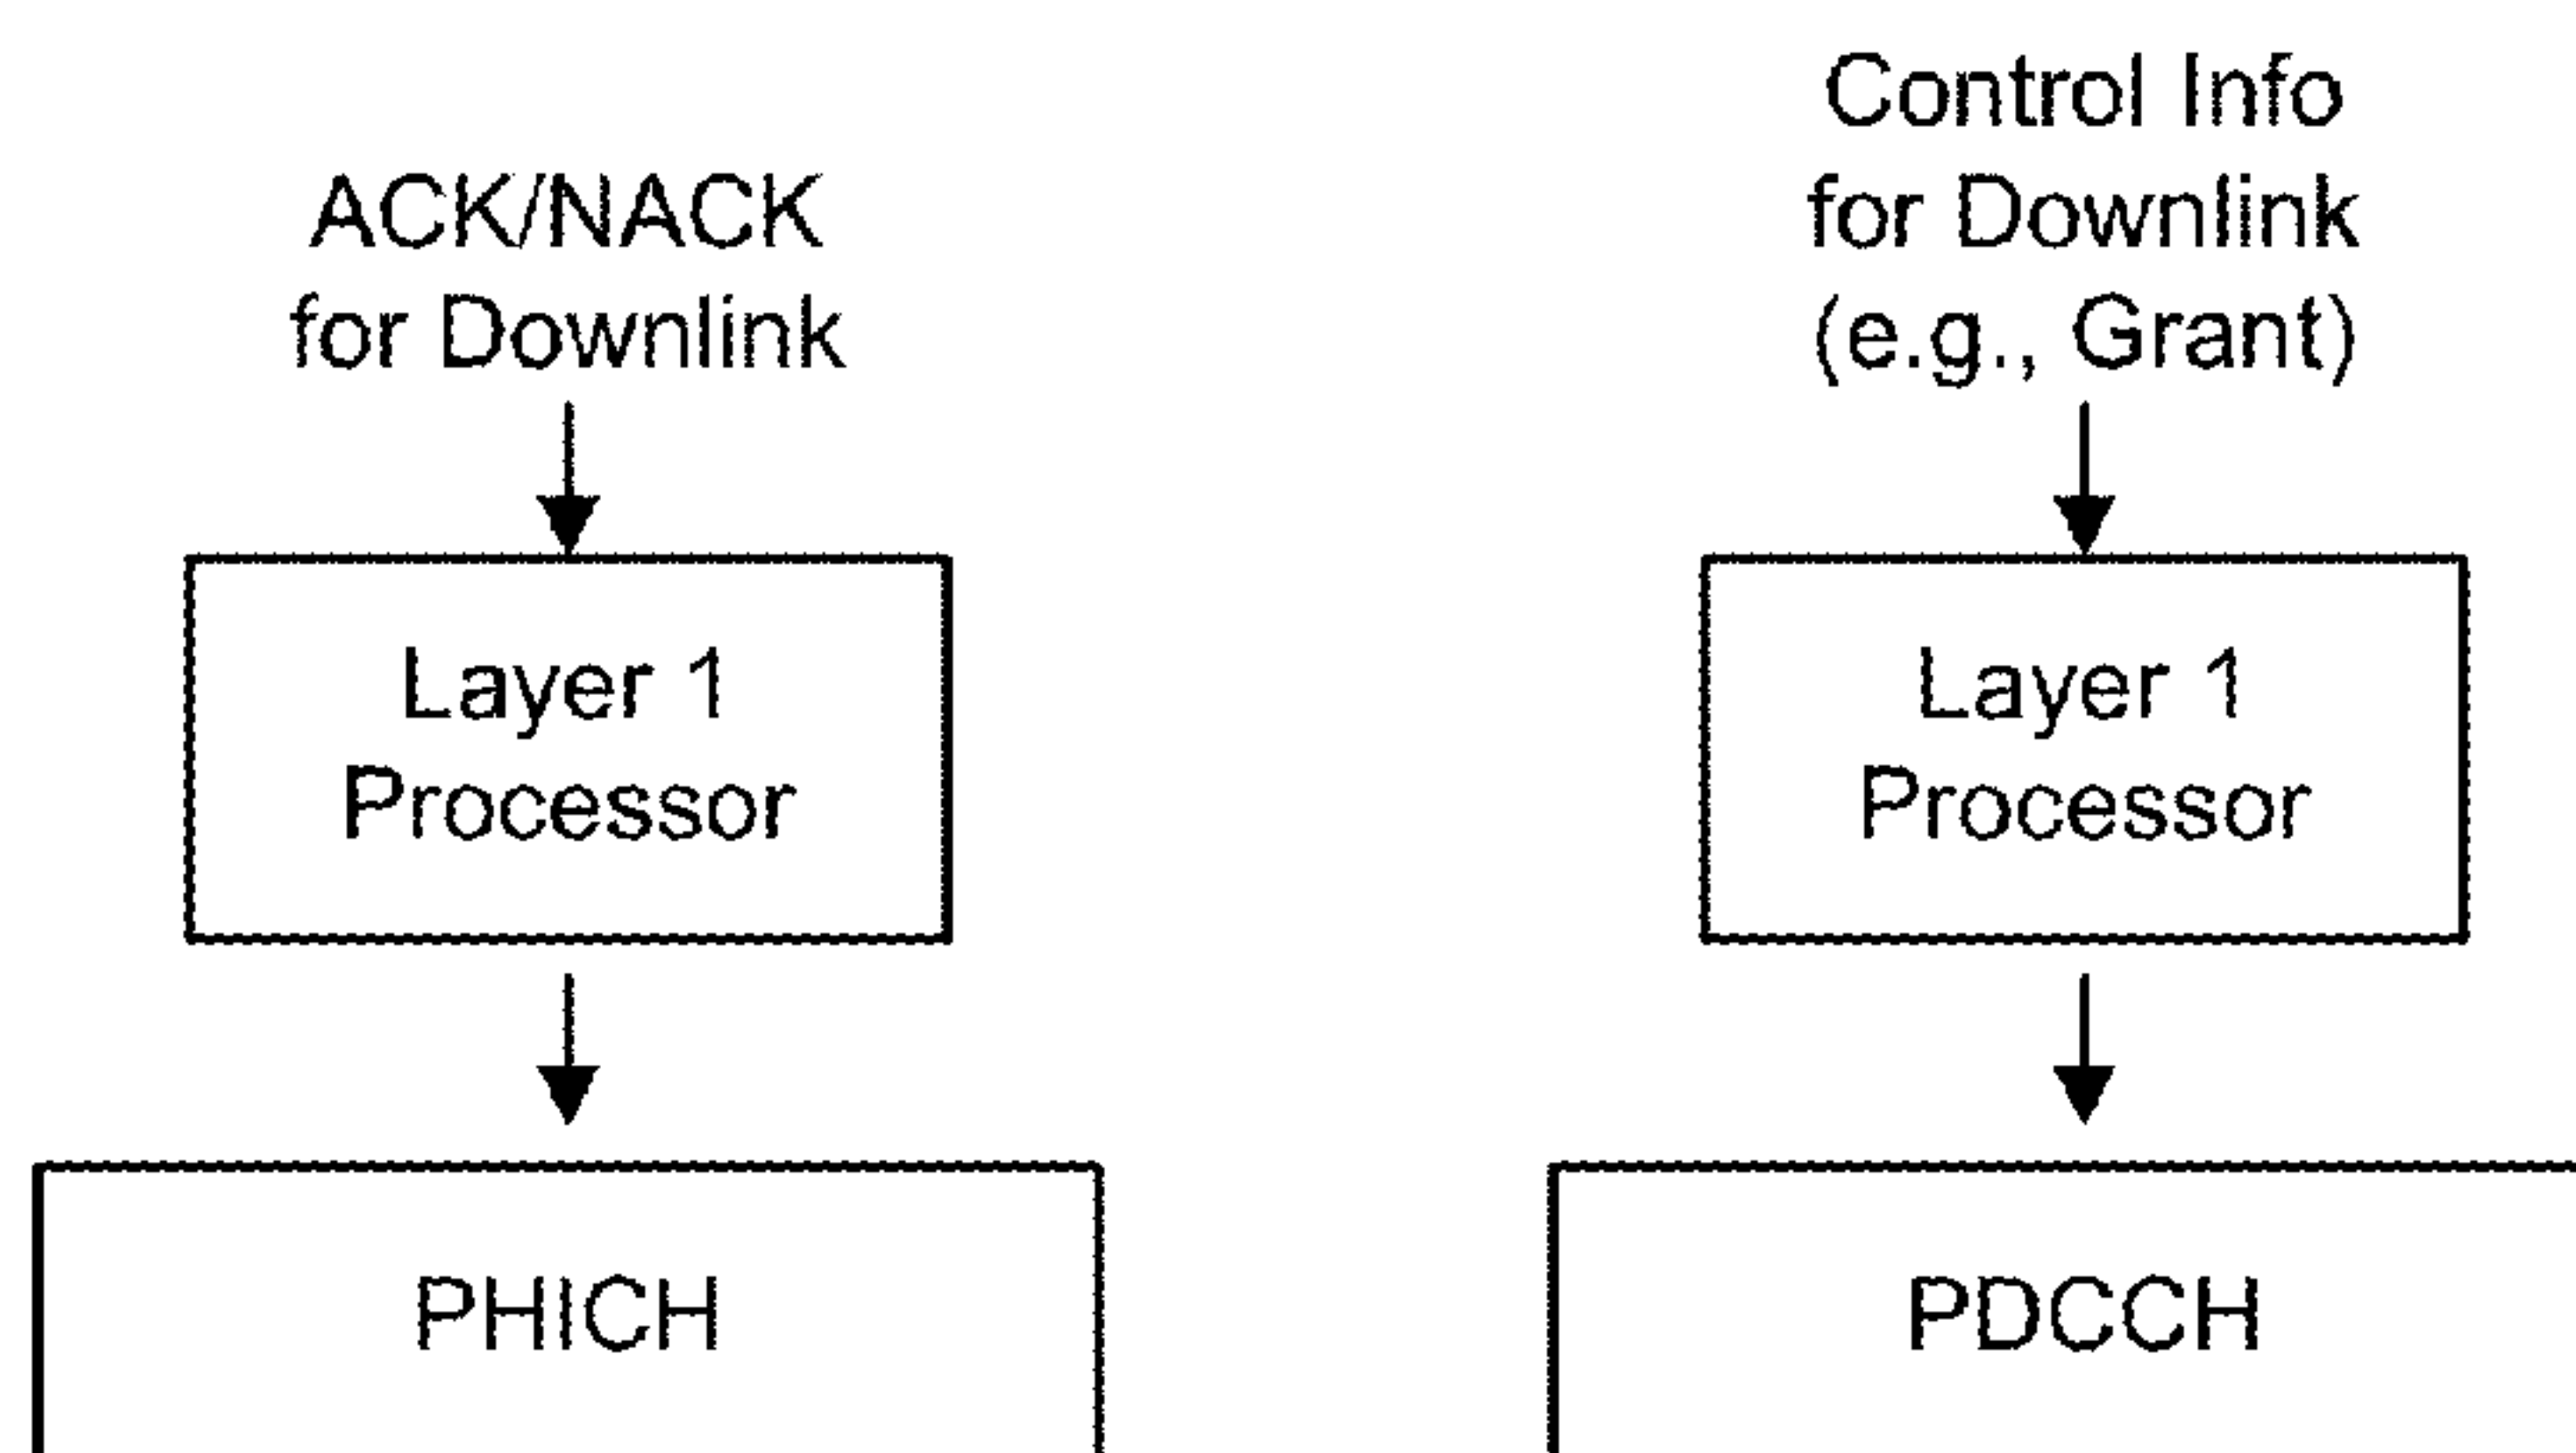 ACK/NACK
for Downlink
Control Info
for Downlink
(e.g., Grant)
Layer 1
Processor
Layer 1
Processor
PHICH
PDCCH